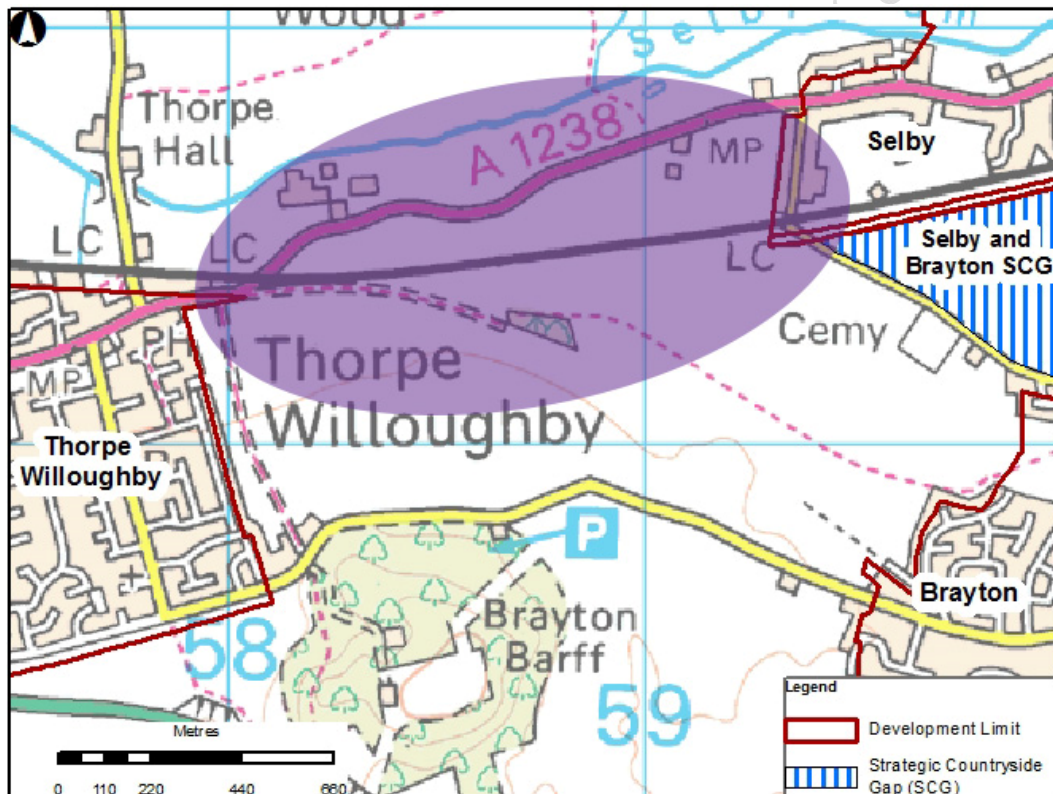 Wood
Thorpe
Hall
A 1238
MP
Selby
LC
LC
LC
Selby and
Brayton SCG
PH
Thorpe
Willoughby
Cemy
MP
Thorpe
Willoughby
P
Brayton
Brayton
Barff
58
59
Metres
0 110 220 440 660
Legend
Development Limit
Strategic Countryside
Gap (SCG)